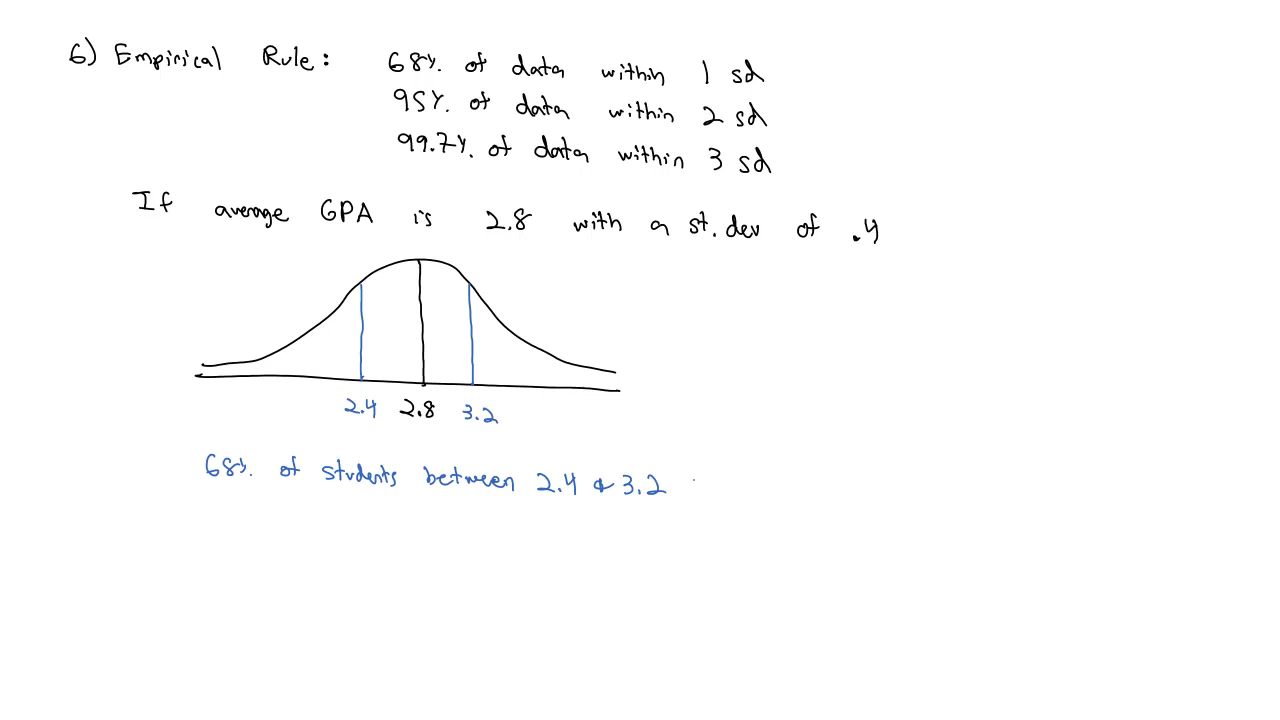 6) Empirical Rule: 68% of data within 1 sd
95% of data within 2 sd
99.7% of data within 3 sd
If average GPA is 2.8 with a st. dev of .4
2.4 2.8 3.2
68% of students between 2.4 & 3.2